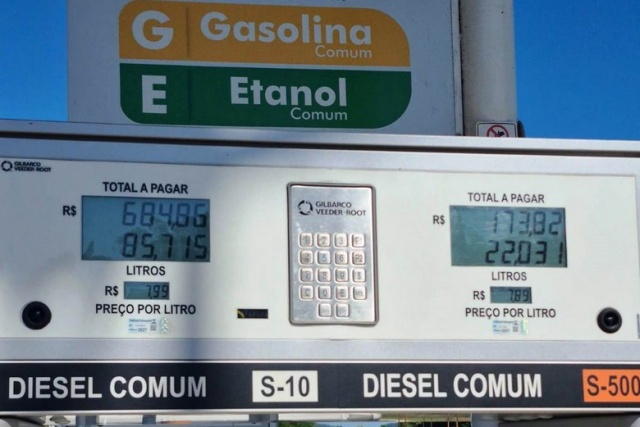 G Gasolina
Comum
E Etanol
Comum
GILBARCO
VEEDER-ROOT
TOTAL A PAGAR
R$ 684,86
85,715
LITROS
R$ 7,99
PREÇO POR LITRO
GILBARCO
VEEDER-ROOT
TOTAL A PAGAR
R$ 173,82
22,031
LITROS
R$ 7,89
PREÇO POR LITRO
DIESEL COMUM S-10 DIESEL COMUM S-500